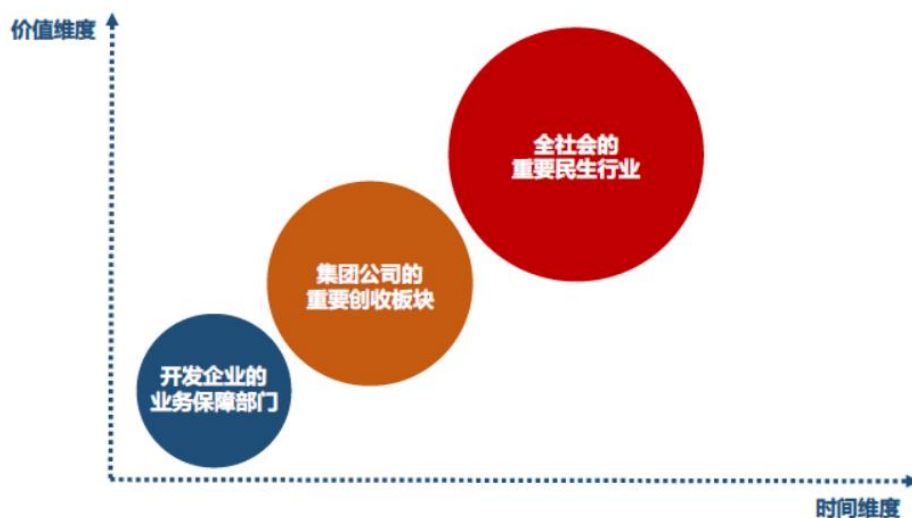 价值维度
全社会的
重要民生行业
集团公司的
重要创收板块
开发企业的
业务保障部门
时间维度